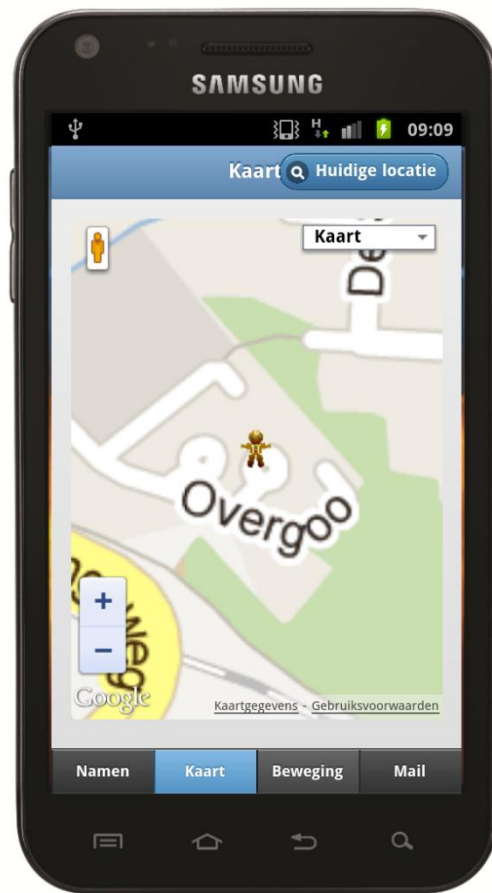 SAMSUNG
H
09:09
Kaart
Huidige locatie
Kaart
De
Overgoo
Weg
+
−
Google
Kaartgegevens - Gebruiksvoorwaarden
Namen
Kaart
Beweging
Mail